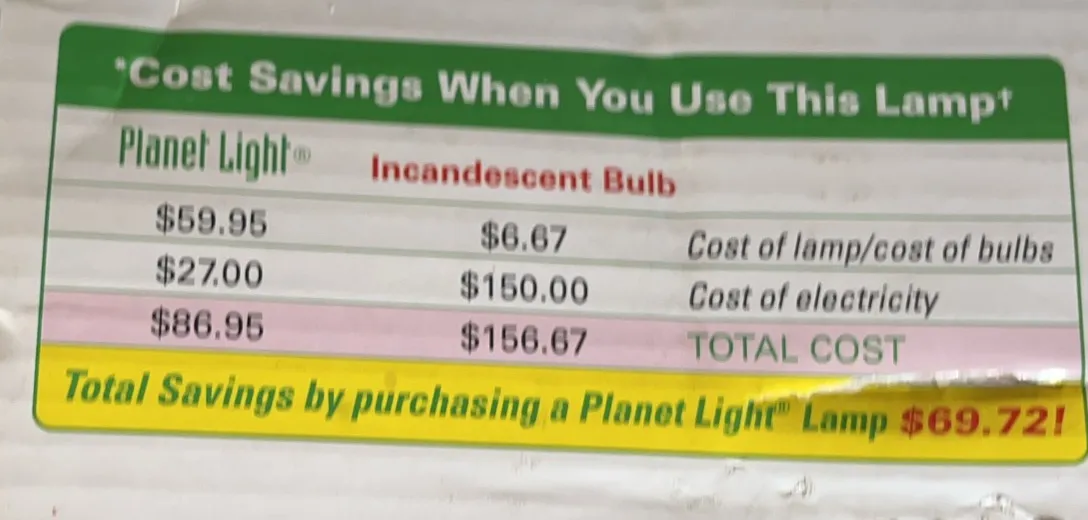 *Cost Savings When You Use This Lamp†
Planet Light® Incandescent Bulb
$59.95 $6.67 Cost of lamp/cost of bulbs
$27.00 $150.00 Cost of electricity
$86.95 $156.67 TOTAL COST
Total Savings by purchasing a Planet Light® Lamp $69.72!